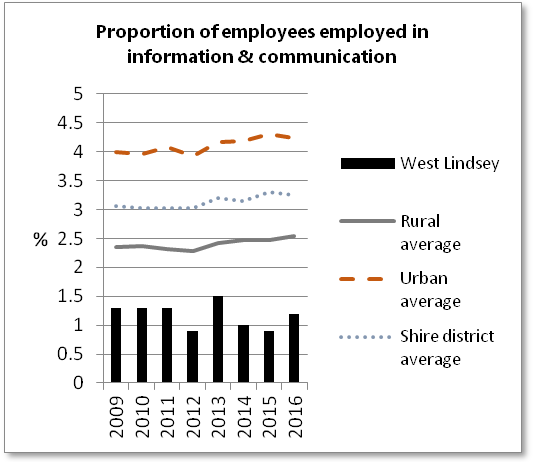 Proportion of employees employed in
information & communication
5
4.5
4
3.5
3
2.5
2
1.5
1
0.5
0
%
2009
2010
2011
2012
2013
2014
2015
2016
West Lindsey
Rural
average
Urban
average
Shire district
average